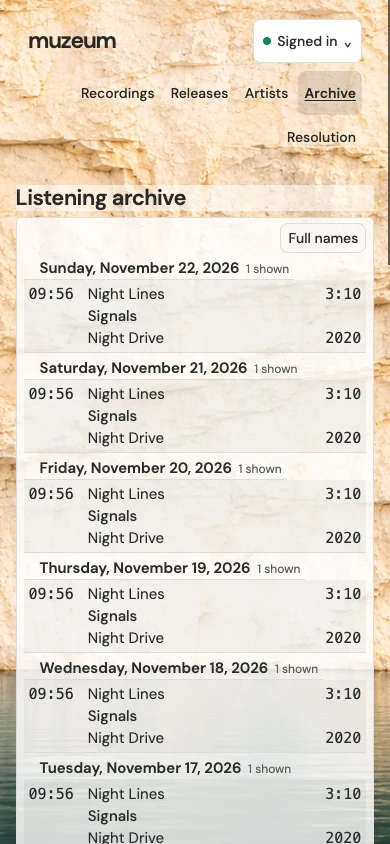 muzeum
Signed in
Recordings Releases Artists Archive
Resolution
Listening archive
Full names
Sunday, November 22, 2026 1 shown
09:56 Night Lines 3:10
Signals
Night Drive 2020
Saturday, November 21, 2026 1 shown
09:56 Night Lines 3:10
Signals
Night Drive 2020
Friday, November 20, 2026 1 shown
09:56 Night Lines 3:10
Signals
Night Drive 2020
Thursday, November 19, 2026 1 shown
09:56 Night Lines 3:10
Signals
Night Drive 2020
Wednesday, November 18, 2026 1 shown
09:56 Night Lines 3:10
Signals
Night Drive 2020
Tuesday, November 17, 2026 1 shown
09:56 Night Lines 3:10
Signals
Night Drive 2020